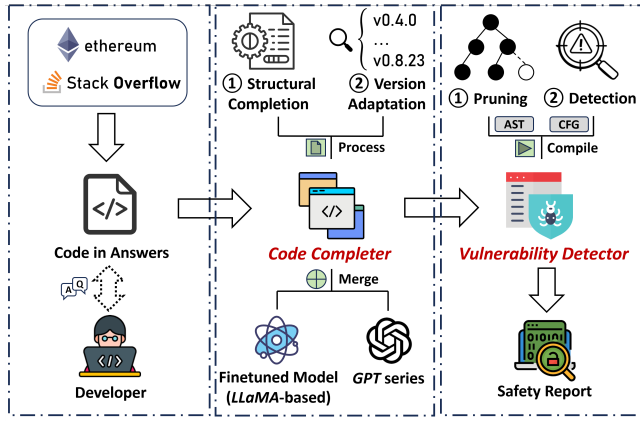 ethereum
Stack Overflow
</>
Code in Answers
A Q
</>
Developer
v0.4.0
...
v0.8.23
① Structural
Completion
② Version
Adaptation
Process
</>
Code Completer
Merge
Finetuned Model
(LLaMA-based)
GPT series
① Pruning
② Detection
AST
CFG
Compile
Vulnerability Detector
Safety Report